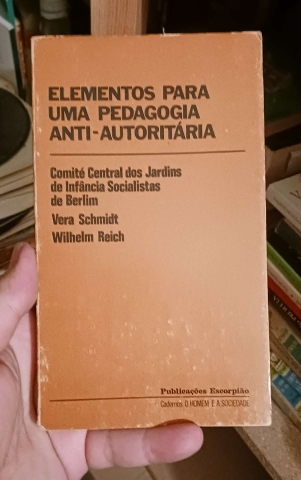 ELEMENTOS PARA
UMA PEDAGOGIA
ANTI-AUTORITÁRIA
Comité Central dos Jardins
de Infância Socialistas
de Berlim
Vera Schmidt
Wilhelm Reich
Publicações Escorpião
Cadernos O HOMEM E A SOCIEDADE